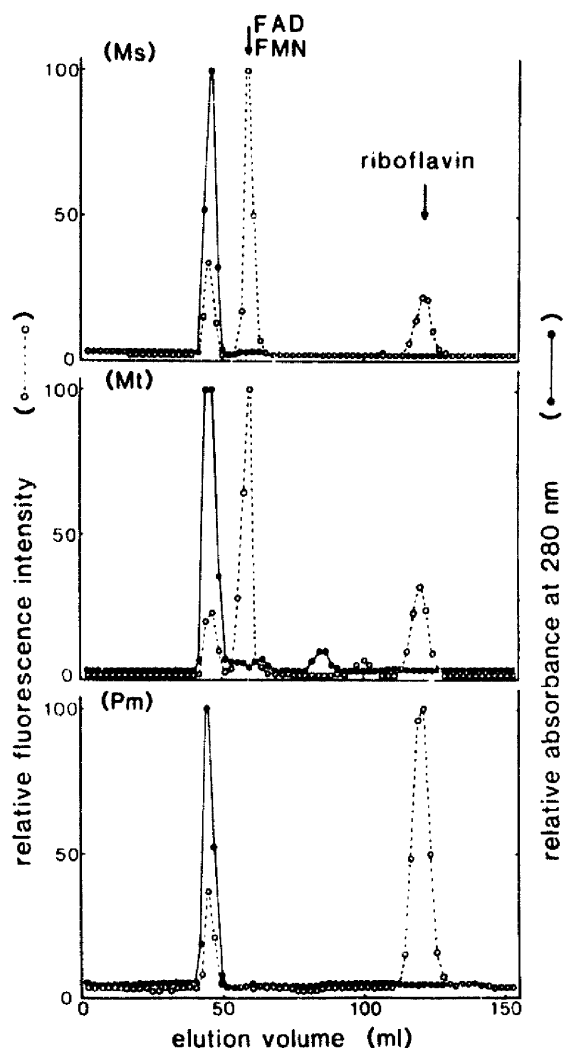 FAD
FMN
(Ms)
100
50
0
riboflavin
(Mt)
100
50
0
(Pm)
100
50
0
0 50 100 150
elution volume (ml)
relative fluorescence intensity (o......o)
relative absorbance at 280 nm (●——●)